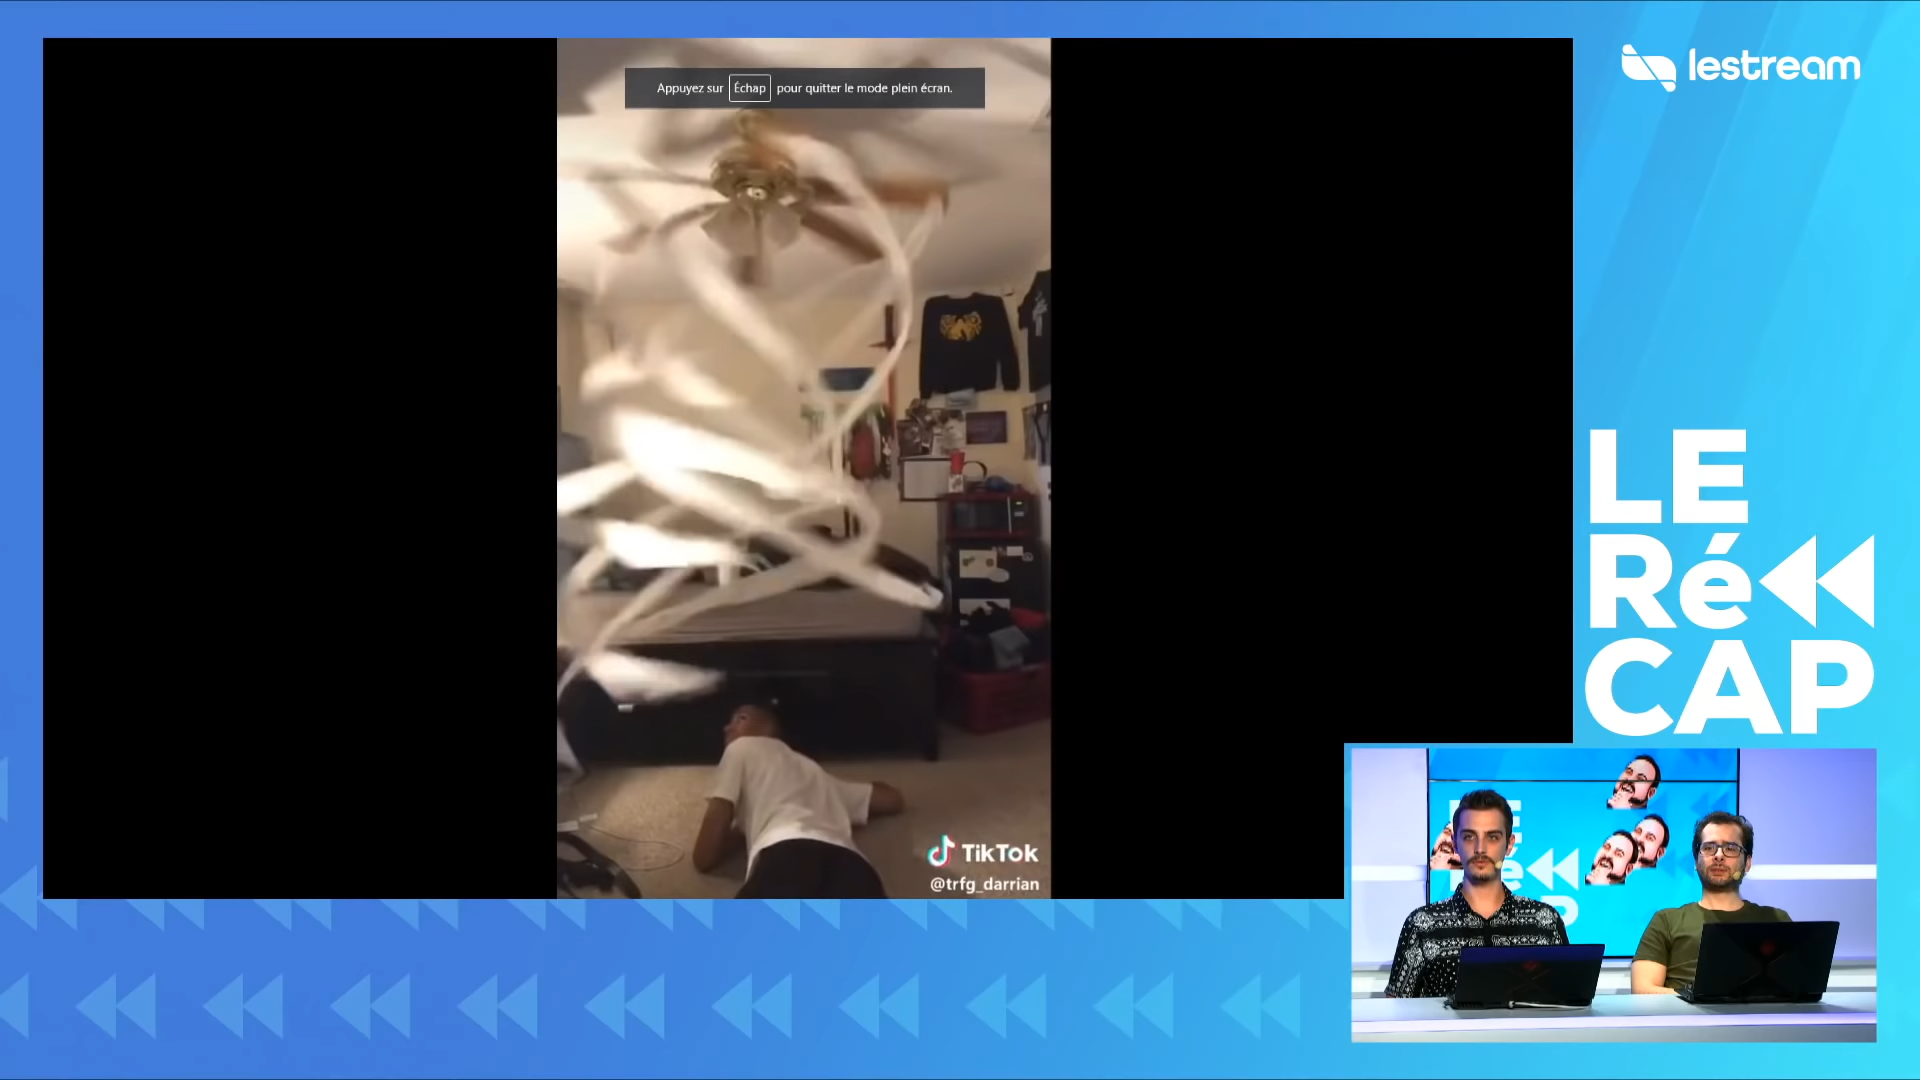 Appuyez sur Échap pour quitter le mode plein écran.
lestream
LE
Ré
CAP
TikTok
@trfg_darrian